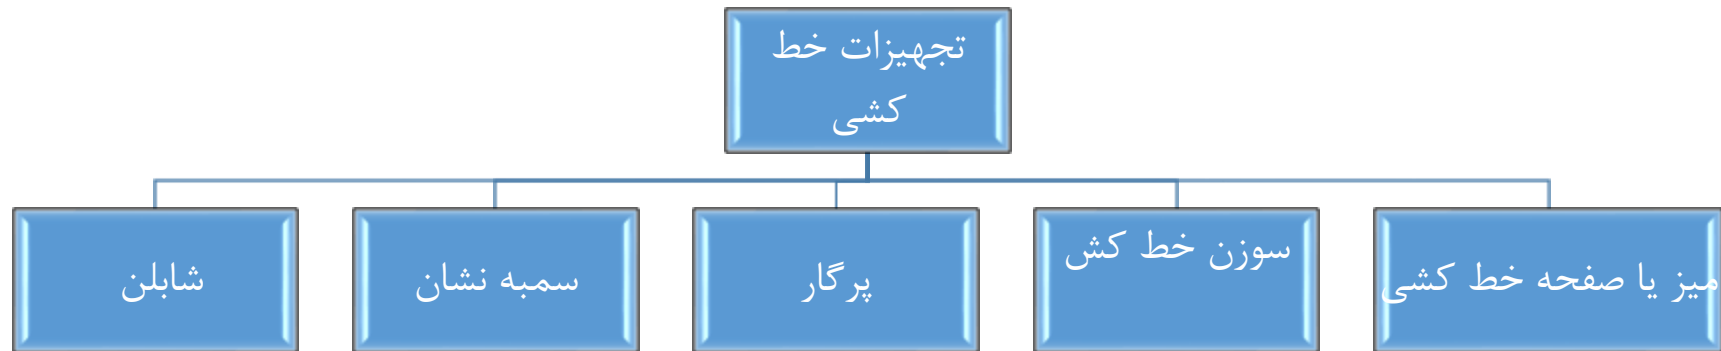 تجهیزات خط
کشی
میز یا صفحه خط کشی
سوزن خط کش
پرگار
سمبه نشان
شابلن